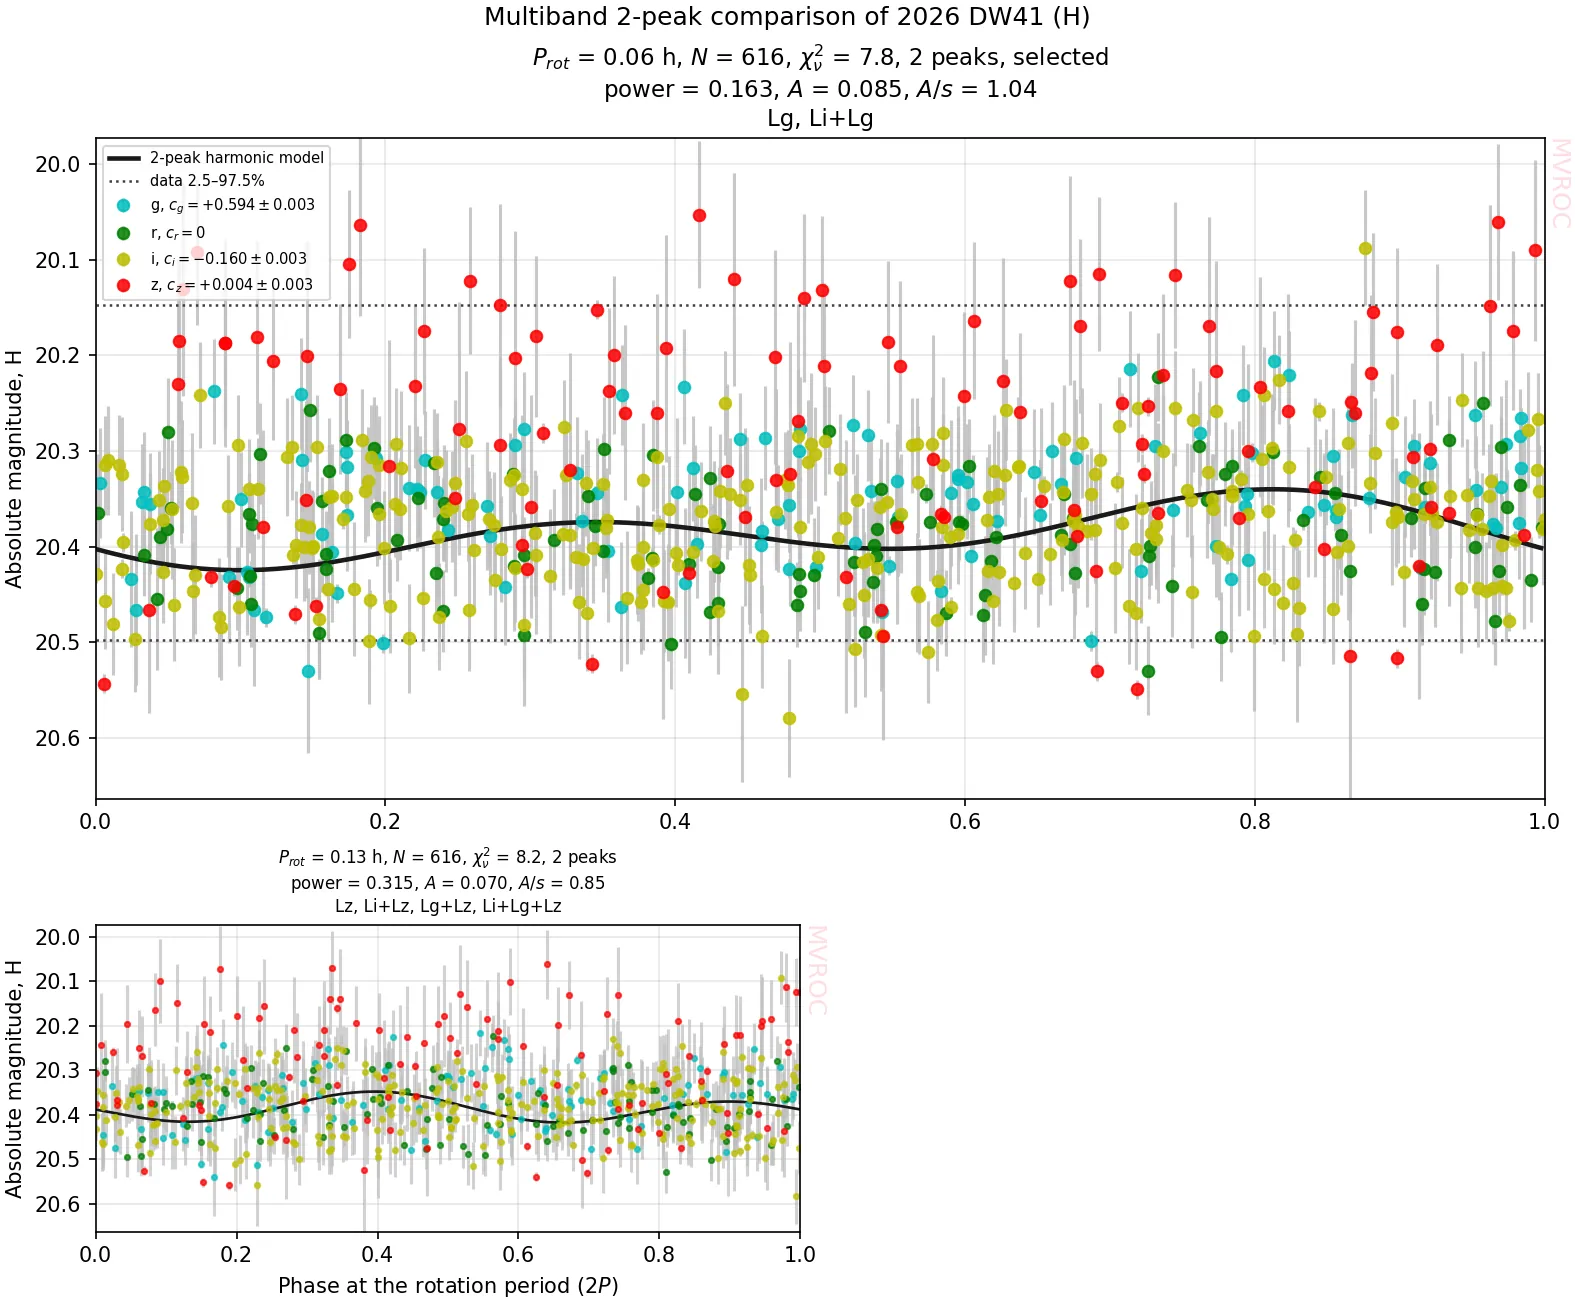 Multiband 2-peak comparison of 2026 DW41 (H)
P_rot = 0.06 h, N = 616, χ²_ν = 7.8, 2 peaks, selected
power = 0.163, A = 0.085, A/s = 1.04
Lg, Li+Lg
2-peak harmonic model
data 2.5–97.5%
g, c_g = +0.594 ± 0.003
r, c_r = 0
i, c_i = −0.160 ± 0.003
z, c_z = +0.004 ± 0.003
MVROC
Absolute magnitude, H
20.0
20.1
20.2
20.3
20.4
20.5
20.6
0.0 0.2 0.4 0.6 0.8 1.0
P_rot = 0.13 h, N = 616, χ²_ν = 8.2, 2 peaks
power = 0.315, A = 0.070, A/s = 0.85
Lz, Li+Lz, Lg+Lz, Li+Lg+Lz
MVROC
Absolute magnitude, H
20.0
20.1
20.2
20.3
20.4
20.5
20.6
0.0 0.2 0.4 0.6 0.8 1.0
Phase at the rotation period (2P)